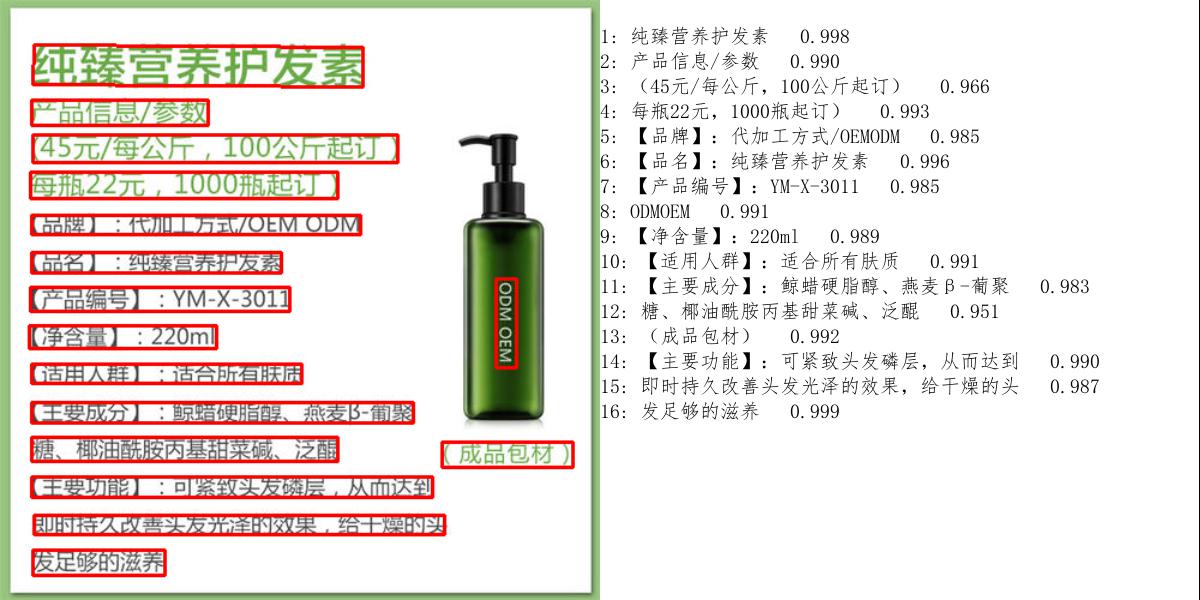 纯臻营养护发素
产品信息/参数
（45元/每公斤，100公斤起订）
每瓶22元，1000瓶起订）
【品牌】：代加工方式/OEM ODM
【品名】：纯臻营养护发素
【产品编号】：YM-X-3011
【净含量】：220ml
【适用人群】：适合所有肤质
【主要成分】：鲸蜡硬脂醇、燕麦β-葡聚
糖、椰油酰胺丙基甜菜碱、泛醌
【主要功能】：可紧致头发磷层，从而达到
即时持久改善头发光泽的效果，给干燥的头
发足够的滋养
ODM OEM
（成品包材）
1: 纯臻营养护发素 0.998
2: 产品信息/参数 0.990
3: （45元/每公斤，100公斤起订） 0.966
4: 每瓶22元，1000瓶起订） 0.993
5: 【品牌】：代加工方式/OEMODM 0.985
6: 【品名】：纯臻营养护发素 0.996
7: 【产品编号】：YM-X-3011 0.985
8: ODMOEM 0.991
9: 【净含量】：220ml 0.989
10: 【适用人群】：适合所有肤质 0.991
11: 【主要成分】：鲸蜡硬脂醇、燕麦β-葡聚 0.983
12: 糖、椰油酰胺丙基甜菜碱、泛醌 0.951
13: （成品包材） 0.992
14: 【主要功能】：可紧致头发磷层，从而达到 0.990
15: 即时持久改善头发光泽的效果，给干燥的头 0.987
16: 发足够的滋养 0.999